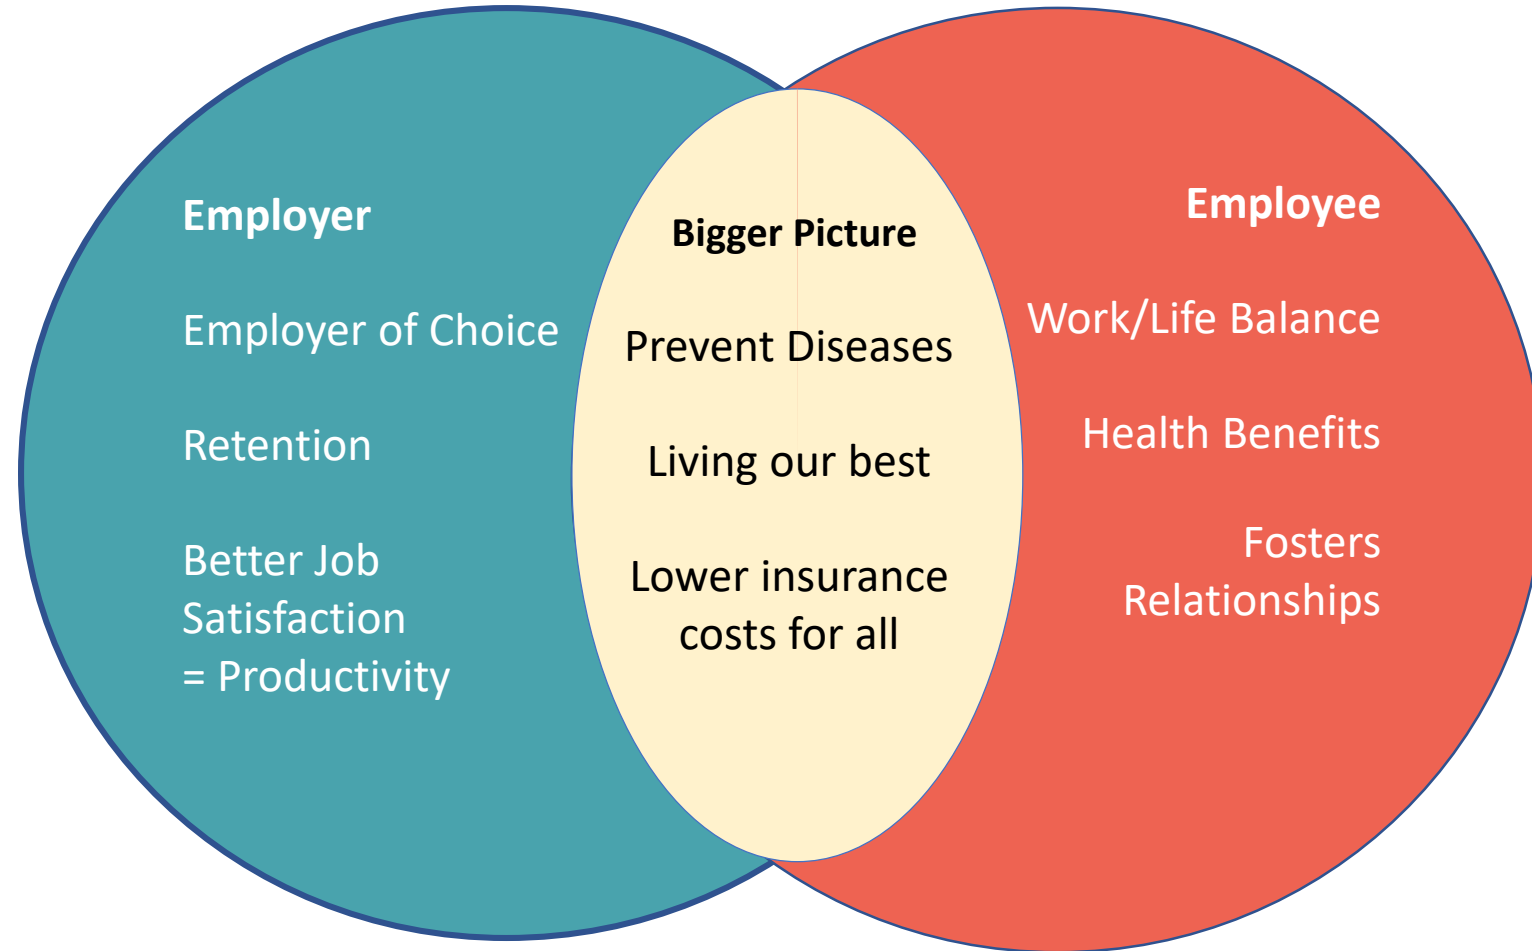 Employer
Employer of Choice
Retention
Better Job
Satisfaction
= Productivity
Bigger Picture
Prevent Diseases
Living our best
Lower insurance
costs for all
Employee
Work/Life Balance
Health Benefits
Fosters
Relationships